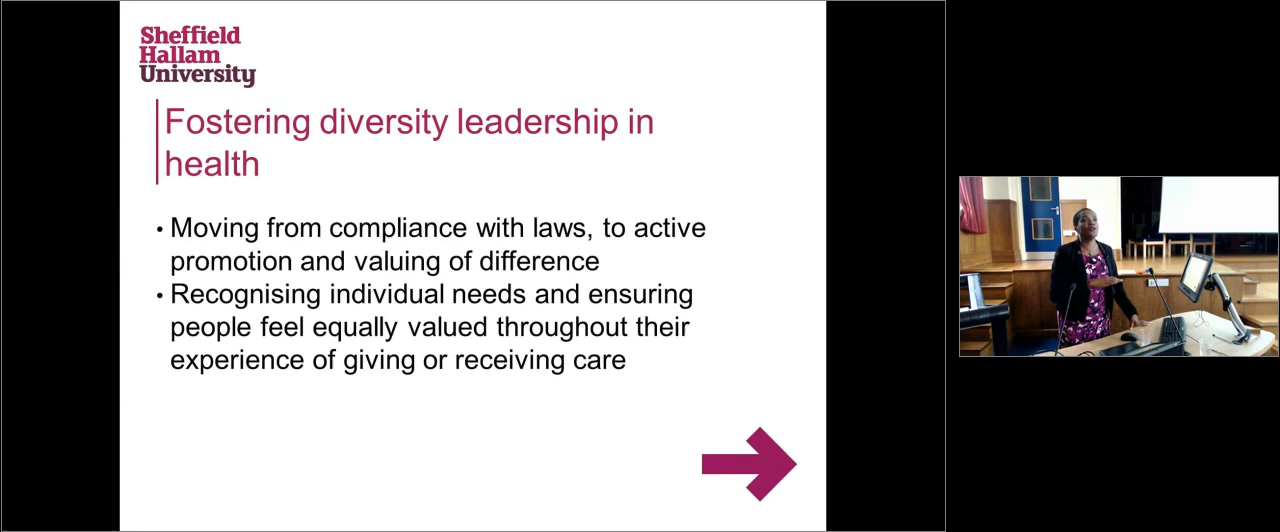 Sheffield
Hallam
University
Fostering diversity leadership in
health
• Moving from compliance with laws, to active
promotion and valuing of difference
• Recognising individual needs and ensuring
people feel equally valued throughout their
experience of giving or receiving care